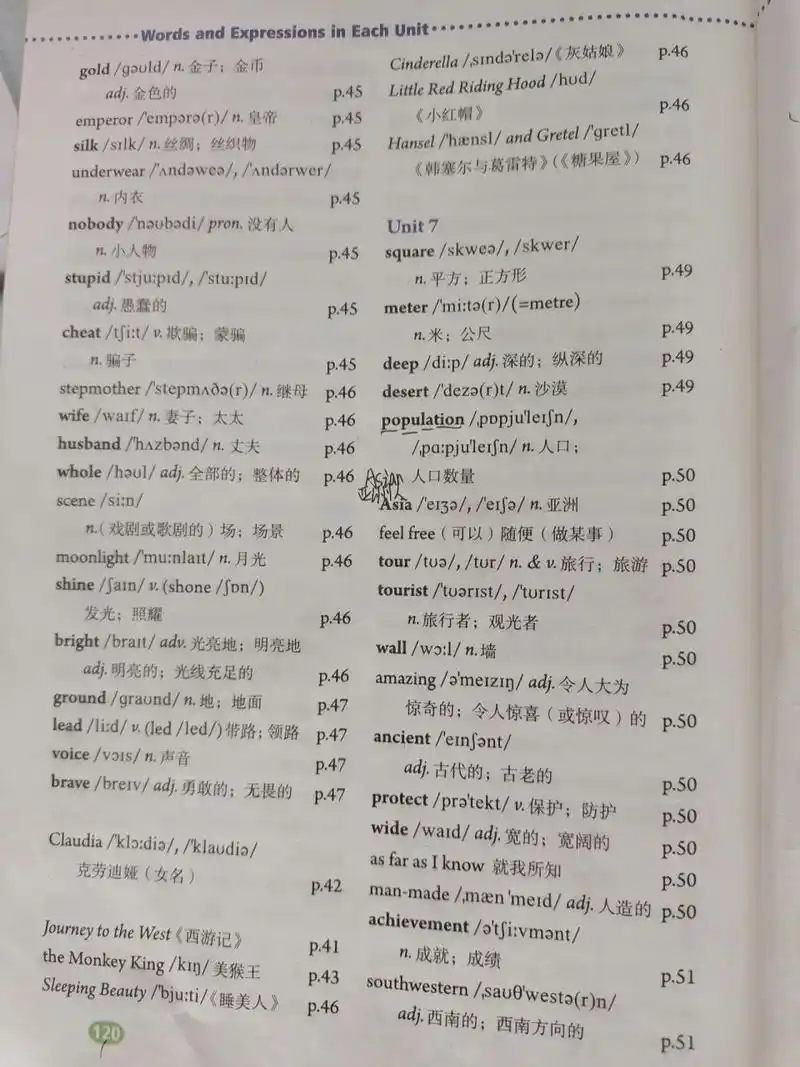 Words and Expressions in Each Unit
gold /ɡəʊld/ n. 金子；金币
adj. 金色的 p.45
emperor /ˈempərə(r)/ n. 皇帝 p.45
silk /sɪlk/ n. 丝绸；丝织物 p.45
underwear /ˈʌndəweə/, /ˈʌndərwer/
n. 内衣 p.45
nobody /ˈnəʊbədi/ pron. 没有人
n. 小人物 p.45
stupid /ˈstjuːpɪd/, /ˈstuːpɪd/
adj. 愚蠢的 p.45
cheat /tʃiːt/ v. 欺骗；蒙骗
n. 骗子 p.45
stepmother /ˈstepmʌðə(r)/ n. 继母 p.46
wife /waɪf/ n. 妻子；太太 p.46
husband /ˈhʌzbənd/ n. 丈夫 p.46
whole /həʊl/ adj. 全部的；整体的 p.46
scene /siːn/
n.(戏剧或歌剧的）场；场景 p.46
moonlight /ˈmuːnlaɪt/ n. 月光 p.46
shine /ʃaɪn/ v. (shone /ʃɒn/)
发光；照耀 p.46
bright /braɪt/ adv. 光亮地；明亮地
adj. 明亮的；光线充足的 p.46
ground /ɡraʊnd/ n. 地；地面 p.47
lead /liːd/ v. (led /led/) 带路；领路 p.47
voice /vɔɪs/ n. 声音 p.47
brave /breɪv/ adj. 勇敢的；无畏的 p.47
Claudia /ˈklɔːdiə/, /ˈklaʊdiə/
克劳迪娅（女名） p.42
Journey to the West《西游记》 p.41
the Monkey King /kɪŋ/ 美猴王 p.43
Sleeping Beauty /ˈbjuːti/《睡美人》 p.46
120
Cinderella /ˌsɪndəˈrelə/《灰姑娘》 p.46
Little Red Riding Hood /hʊd/
《小红帽》 p.46
Hansel /ˈhænsl/ and Gretel /ˈɡretl/
《韩塞尔与葛雷特》(《糖果屋》） p.46
Unit 7
square /skweə/, /skwer/
n. 平方；正方形 p.49
meter /ˈmiːtə(r)/ (=metre)
n. 米；公尺 p.49
deep /diːp/ adj. 深的；纵深的 p.49
desert /ˈdezə(r)t/ n. 沙漠 p.49
population /ˌpɒpjuˈleɪʃn/,
/ˌpɑːpjuˈleɪʃn/ n. 人口；
人口数量 p.50
Asian
Asia /ˈeɪʒə/, /ˈeɪʃə/ n. 亚洲 p.50
feel free（可以）随便（做某事） p.50
tour /tʊə/, /tʊr/ n. & v. 旅行；旅游 p.50
tourist /ˈtʊərɪst/, /ˈtʊrɪst/
n. 旅行者；观光者 p.50
wall /wɔːl/ n. 墙 p.50
amazing /əˈmeɪzɪŋ/ adj. 令人大为
惊奇的；令人惊喜（或惊叹）的 p.50
ancient /ˈeɪnʃənt/
adj. 古代的；古老的 p.50
protect /prəˈtekt/ v. 保护；防护 p.50
wide /waɪd/ adj. 宽的；宽阔的 p.50
as far as I know 就我所知 p.50
man-made /ˌmæn ˈmeɪd/ adj. 人造的 p.50
achievement /əˈtʃiːvmənt/
n. 成就；成绩 p.51
southwestern /ˌsaʊθˈwestə(r)n/
adj. 西南的；西南方向的 p.51